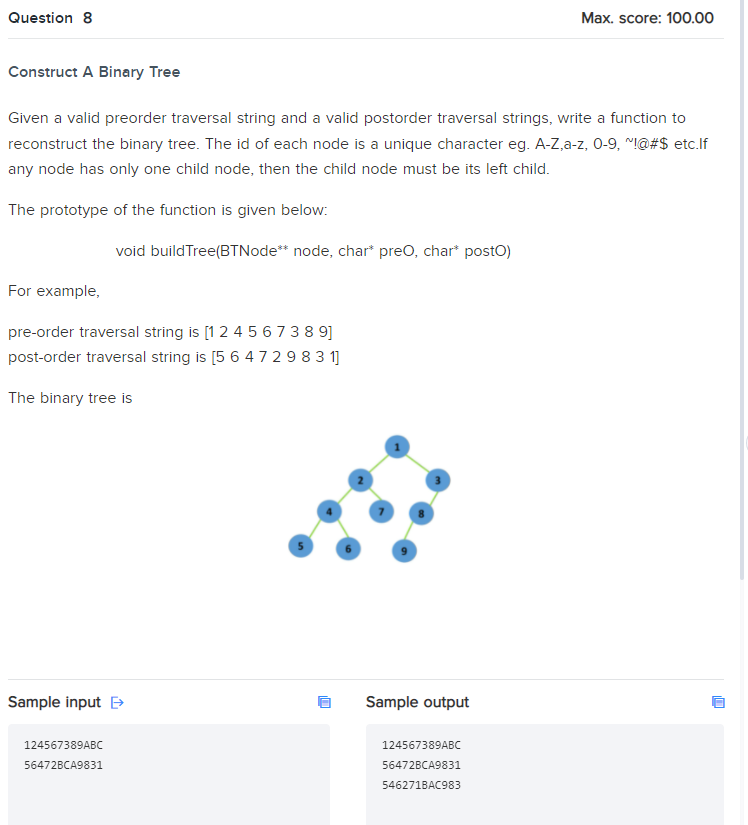 Question 8
Max. score: 100.00
Construct A Binary Tree
Given a valid preorder traversal string and a valid postorder traversal strings, write a function to
reconstruct the binary tree. The id of each node is a unique character eg. A-Z,a-z, 0-9, ~!@#$ etc.If
any node has only one child node, then the child node must be its left child.
The prototype of the function is given below:
void buildTree(BTNode** node, char* preO, char* postO)
For example,
pre-order traversal string is [1 2 4 5 6 7 3 8 9]
post-order traversal string is [5 6 4 7 2 9 8 3 1]
The binary tree is
1
2
3
4
7
8
5
6
9
Sample input
Sample output
124567389ABC
56472BCA9831
124567389ABC
56472BCA9831
546271BAC983